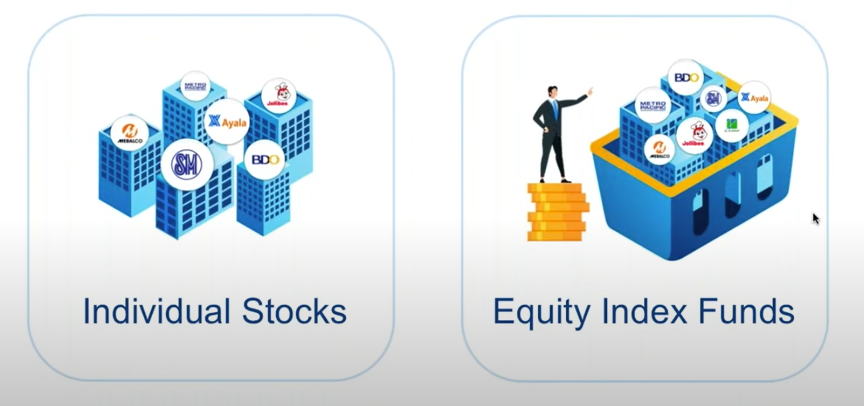 METRO
PACIFIC
Jollibee
Ayala
MERALCO
SM
BDO
Individual Stocks
BDO
METRO
PACIFIC
SM
Ayala
Jollibee
MERALCO
Equity Index Funds